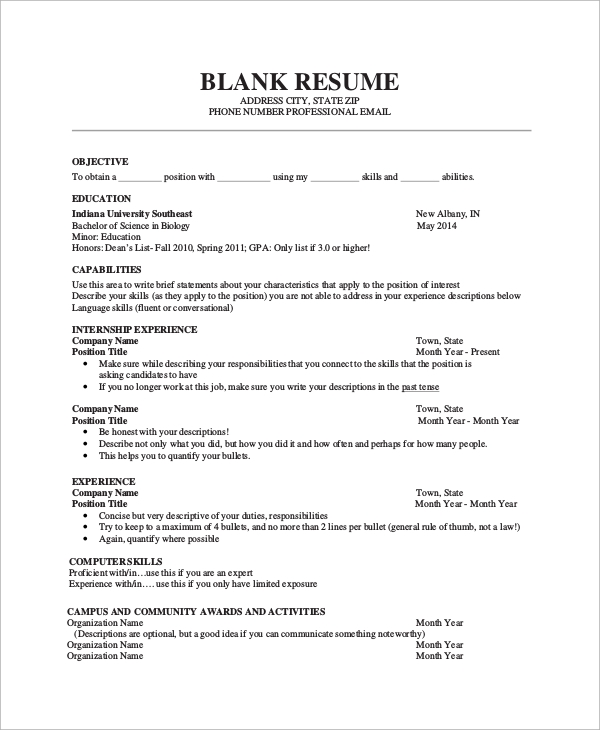 BLANK RESUME
ADDRESS CITY, STATE ZIP
PHONE NUMBER PROFESSIONAL EMAIL
OBJECTIVE
To obtain a _________ position with ___________ using my __________ skills and ________ abilities.
EDUCATION
Indiana University Southeast New Albany, IN
Bachelor of Science in Biology May 2014
Minor: Education
Honors: Dean's List- Fall 2010, Spring 2011; GPA: Only list if 3.0 or higher!
CAPABILITIES
Use this area to write brief statements about your characteristics that apply to the position of interest
Describe your skills (as they apply to the position) you are not able to address in your experience descriptions below
Language skills (fluent or conversational)
INTERNSHIP EXPERIENCE
Company Name Town, State
Position Title Month Year - Present
• Make sure while describing your responsibilities that you connect to the skills that the position is
asking candidates to have
• If you no longer work at this job, make sure you write your descriptions in the past tense
Company Name Town, State
Position Title Month Year - Month Year
• Be honest with your descriptions!
• Describe not only what you did, but how you did it and how often and perhaps for how many people.
• This helps you to quantify your bullets.
EXPERIENCE
Company Name Town, State
Position Title Month Year - Month Year
• Concise but very descriptive of your duties, responsibilities
• Try to keep to a maximum of 4 bullets, and no more than 2 lines per bullet (general rule of thumb, not a law!)
• Again, quantify where possible
COMPUTER SKILLS
Proficient with/in…use this if you are an expert
Experience with/in…. use this if you only have limited exposure
CAMPUS AND COMMUNITY AWARDS AND ACTIVITIES
Organization Name Month Year
(Descriptions are optional, but a good idea if you can communicate something noteworthy)
Organization Name Month Year
Organization Name Month Year